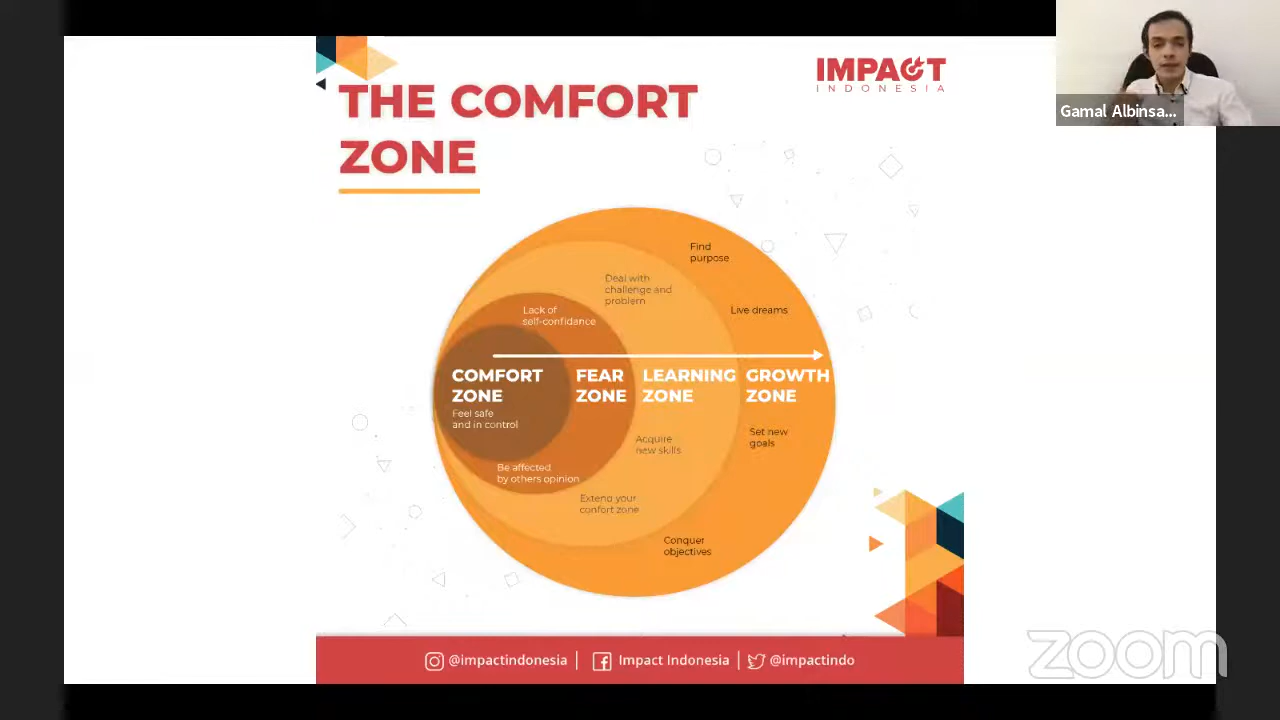 THE COMFORT
ZONE
IMPACT
INDONESIA
Gamal Albinsa...
Find
purpose
Deal with
challenge and
problem
Live dreams
Lack of
self-confidance
COMFORT
ZONE
Feel safe
and in control
FEAR
ZONE
LEARNING
ZONE
GROWTH
ZONE
Set new
goals
Acquire
new skills
Be affected
by others opinion
Extend your
confort zone
Conquer
objectives
@impactindonesia | Impact Indonesia | @impactindo
zoom